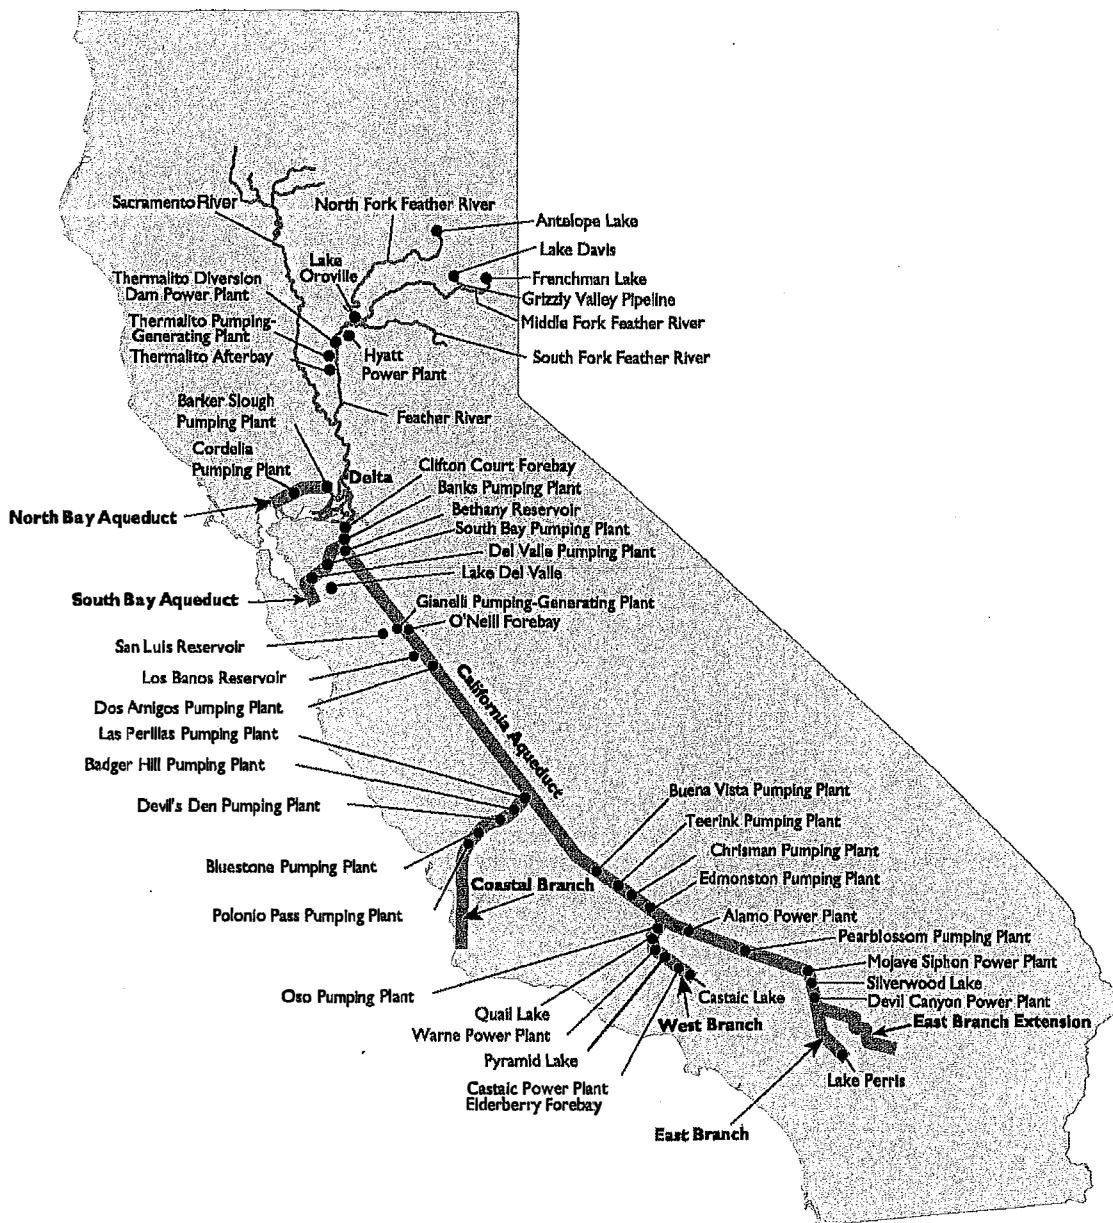 Sacramento River
North Fork Feather River
Antelope Lake
Lake Davis
Lake
Oroville
Frenchman Lake
Thermalito Diversion
Dam Power Plant
Grizzly Valley Pipeline
Middle Fork Feather River
Thermalito Pumping-
Generating Plant
Thermalito Afterbay
Hyatt
Power Plant
South Fork Feather River
Barker Slough
Pumping Plant
Feather River
Cordelia
Pumping Plant
Delta
Clifton Court Forebay
Banks Pumping Plant
Bethany Reservoir
North Bay Aqueduct
South Bay Pumping Plant
Del Valle Pumping Plant
Lake Del Valle
South Bay Aqueduct
Gianelli Pumping-Generating Plant
O'Neill Forebay
San Luis Reservoir
Los Banos Reservoir
Dos Amigos Pumping Plant
California Aqueduct
Las Perillas Pumping Plant
Badger Hill Pumping Plant
Devil's Den Pumping Plant
Bluestone Pumping Plant
Polonio Pass Pumping Plant
Coastal Branch
Buena Vista Pumping Plant
Teerink Pumping Plant
Chrisman Pumping Plant
Edmonston Pumping Plant
Alamo Power Plant
Pearblossom Pumping Plant
Mojave Siphon Power Plant
Silverwood Lake
Devil Canyon Power Plant
East Branch Extension
Oso Pumping Plant
Quail Lake
Warne Power Plant
Castaic Lake
West Branch
Pyramid Lake
Castaic Power Plant
Elderberry Forebay
Lake Perris
East Branch